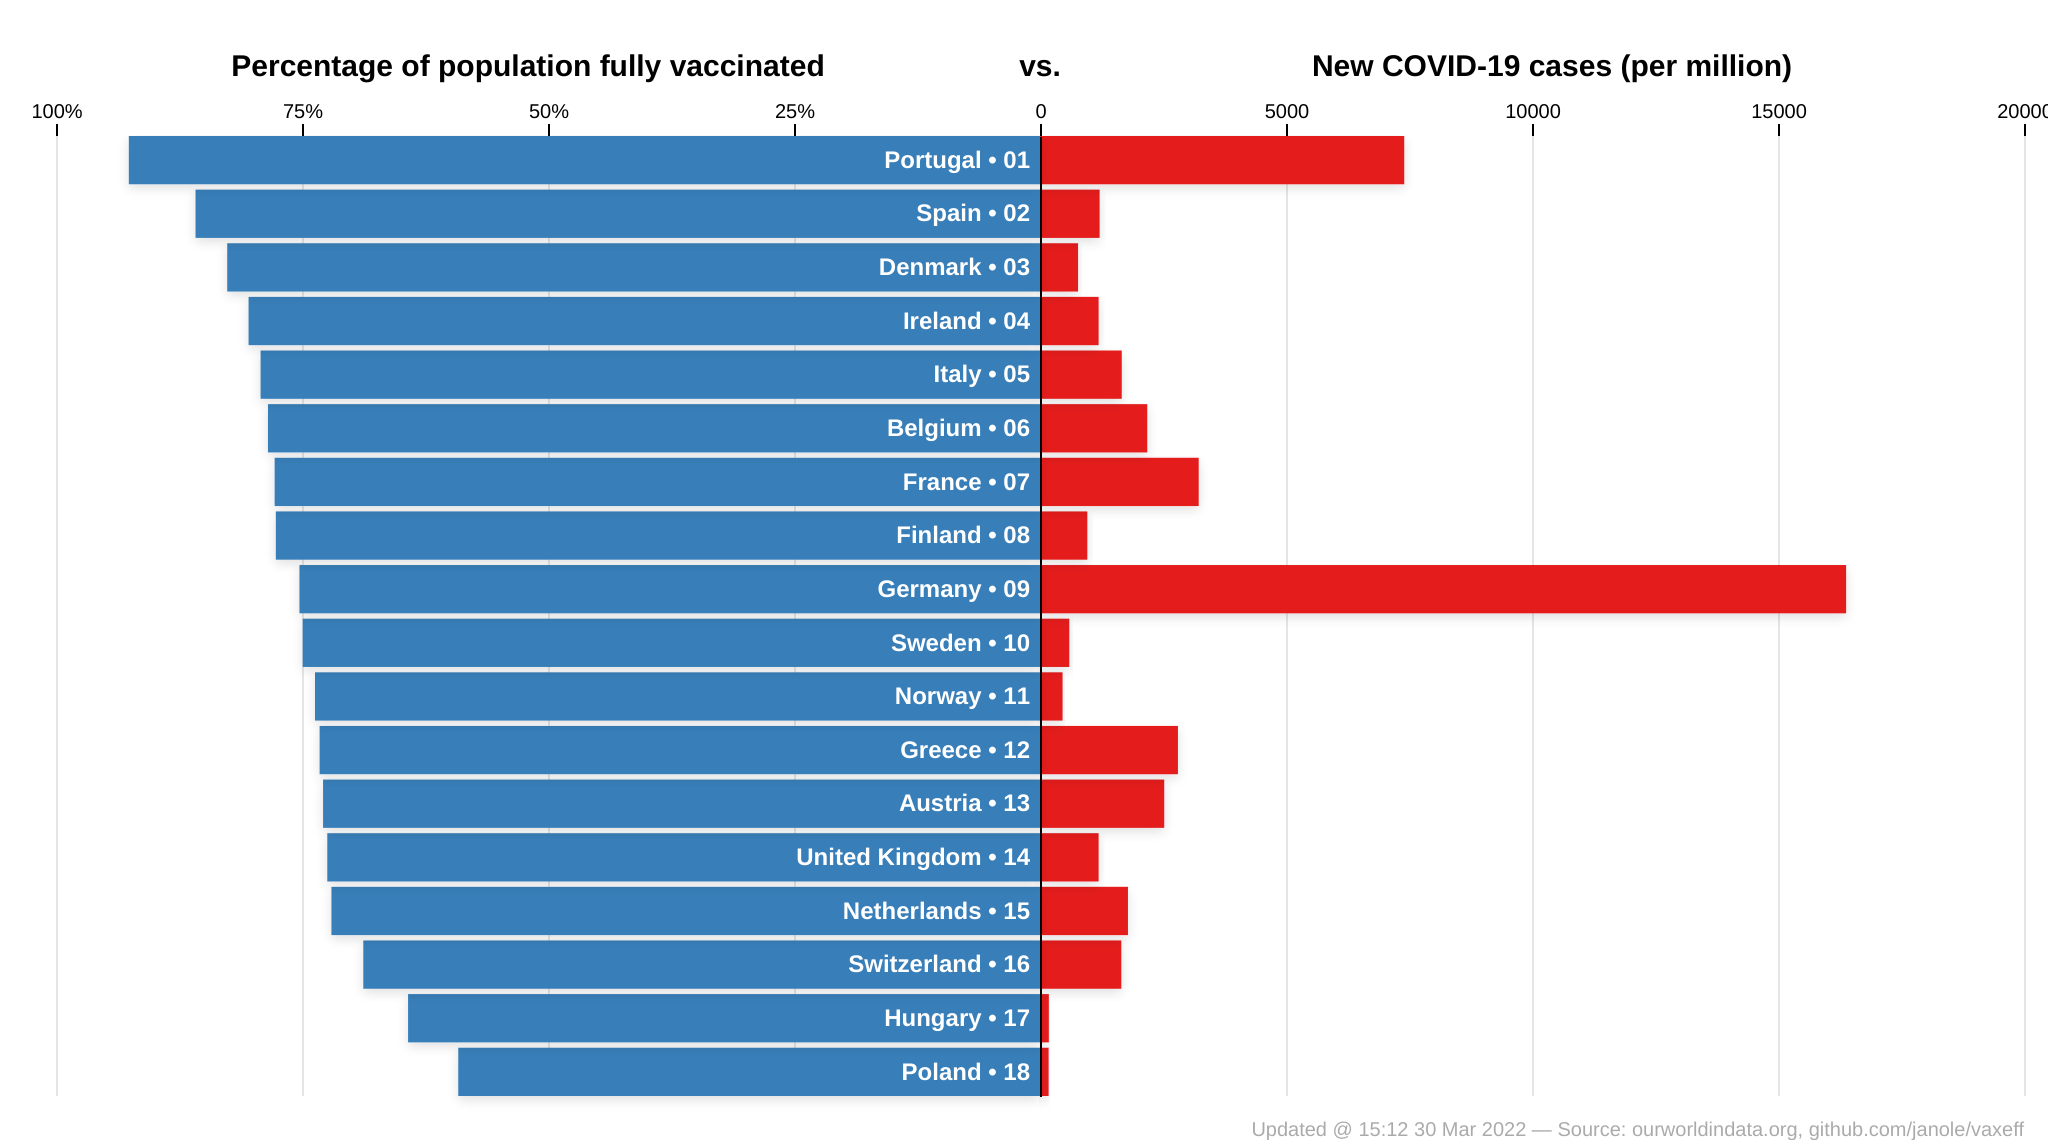 Percentage of population fully vaccinated vs. New COVID-19 cases (per million)
100% 75% 50% 25% 0 5000 10000 15000 20000
Portugal • 01
Spain • 02
Denmark • 03
Ireland • 04
Italy • 05
Belgium • 06
France • 07
Finland • 08
Germany • 09
Sweden • 10
Norway • 11
Greece • 12
Austria • 13
United Kingdom • 14
Netherlands • 15
Switzerland • 16
Hungary • 17
Poland • 18
Updated @ 15:12 30 Mar 2022 — Source: ourworldindata.org, github.com/janole/vaxeff